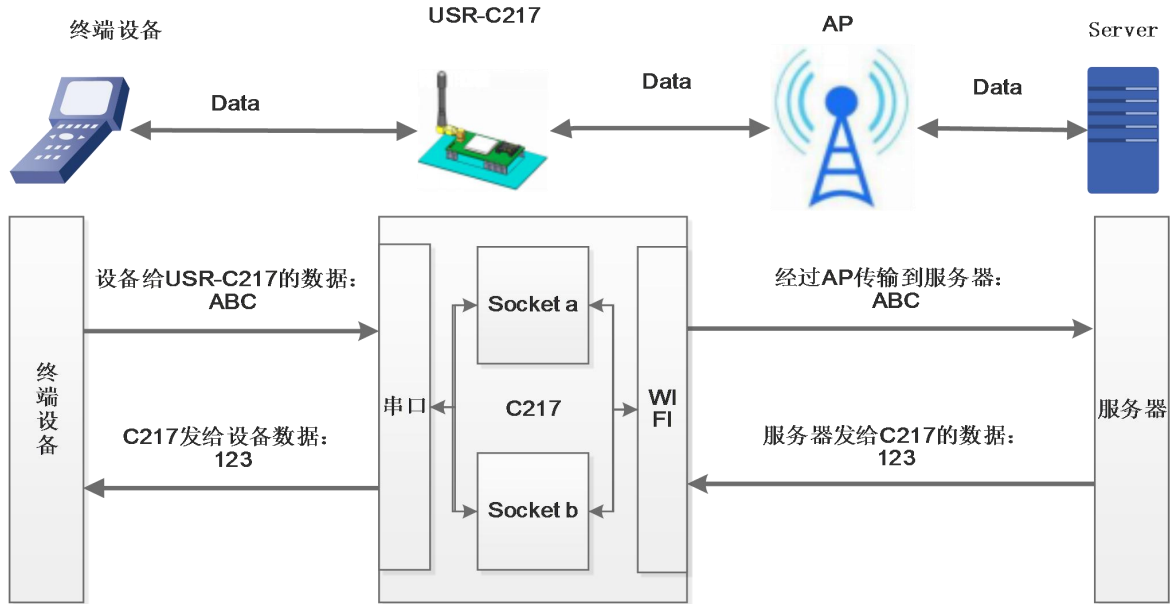 终端设备
USR-C217
AP
Server
Data
Data
Data
设备给USR-C217的数据：
ABC
经过AP传输到服务器：
ABC
Socket a
终端设备
串口
C217
WI
FI
服务器
C217发给设备数据：
123
服务器发给C217的数据：
123
Socket b